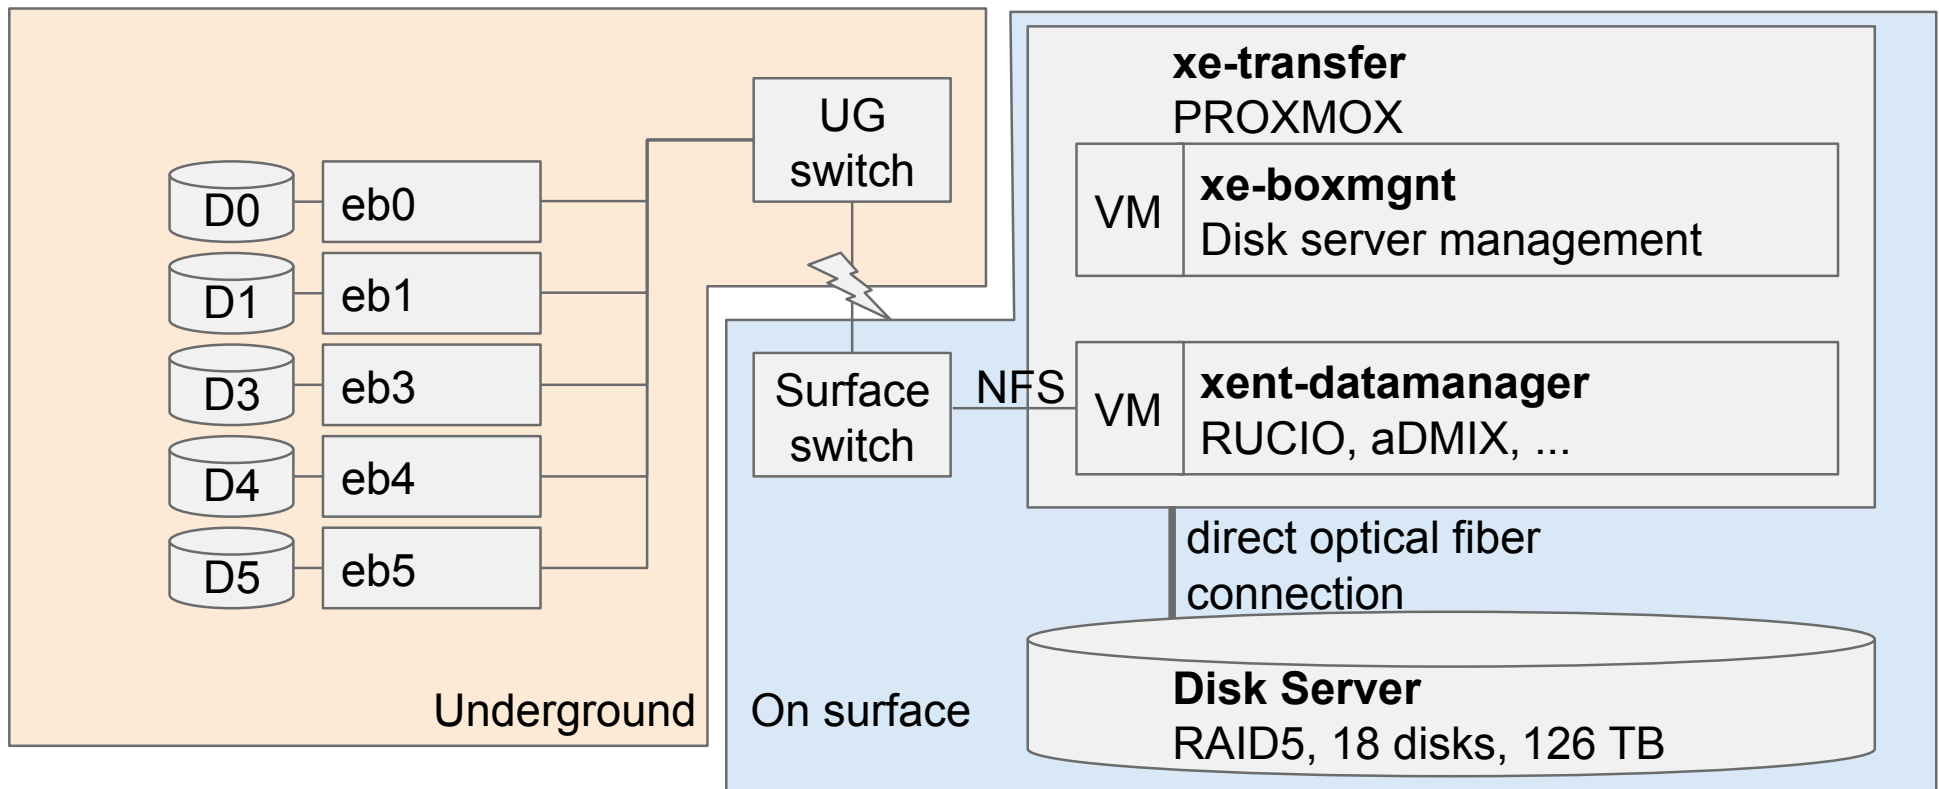 UG
switch
D0
eb0
D1
eb1
D3
eb3
D4
eb4
D5
eb5
Underground
xe-transfer
PROXMOX
VM
xe-boxmgnt
Disk server management
Surface
switch
NFS
VM
xent-datamanager
RUCIO, aDMIX, ...
direct optical fiber
connection
On surface
Disk Server
RAID5, 18 disks, 126 TB